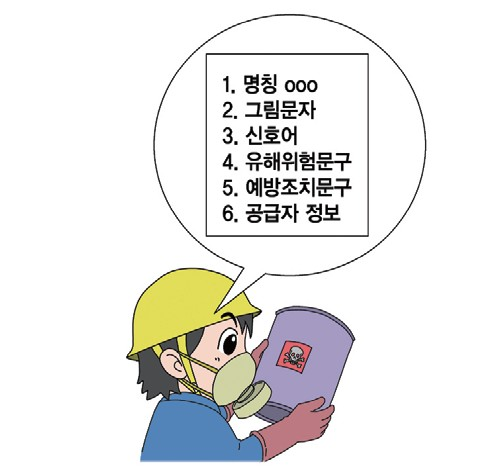 1. 명칭 ooo
2. 그림문자
3. 신호어
4. 유해위험문구
5. 예방조치문구
6. 공급자 정보